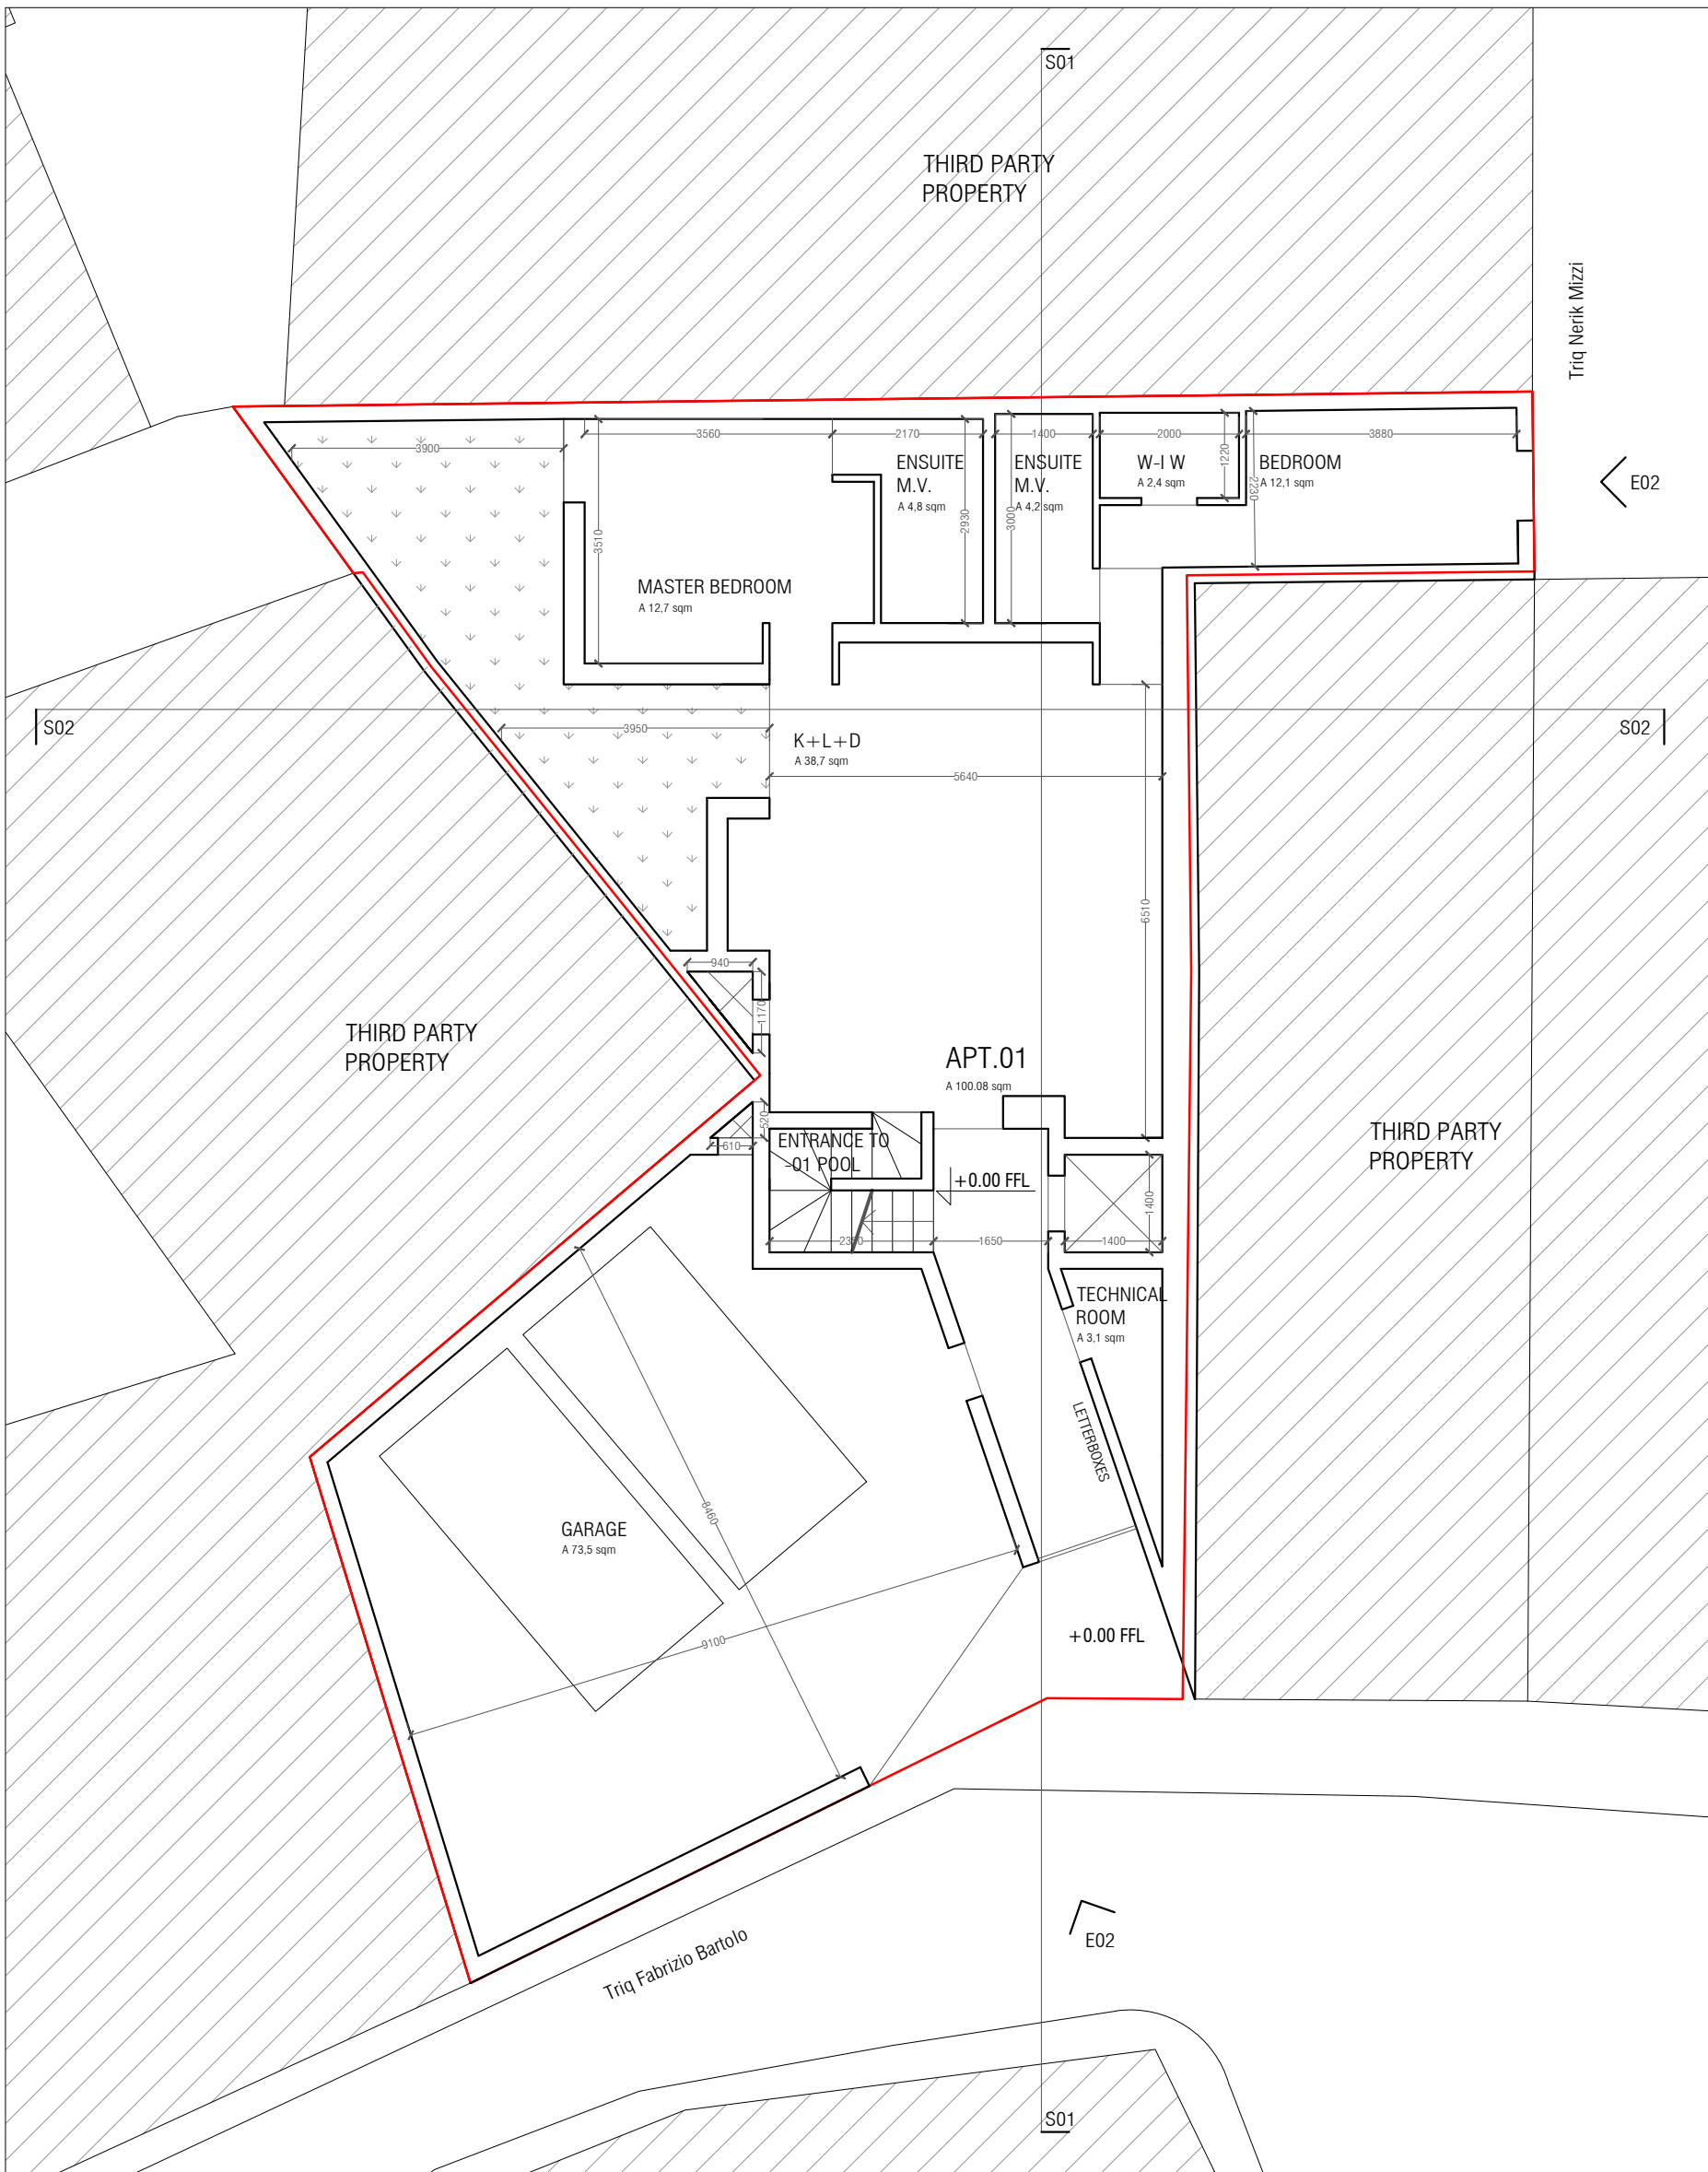 S01
THIRD PARTY
PROPERTY
Triq Nerik Mizzi
3900
3560
2170
1400
2000
3880
ENSUITE
M.V.
A 4,8 sqm
ENSUITE
M.V.
A 4,2 sqm
W-I W
A 2,4 sqm
1220
BEDROOM
A 12,1 sqm
2230
E02
3510
2930
3000
MASTER BEDROOM
A 12,7 sqm
S02
S02
3950
K+L+D
A 38,7 sqm
5640
6510
940
1170
THIRD PARTY
PROPERTY
APT.01
A 100.08 sqm
520
610
ENTRANCE TO
-01 POOL
+0.00 FFL
THIRD PARTY
PROPERTY
1400
1650
1400
TECHNICAL
ROOM
A 3,1 sqm
LETTERBOXES
8460
GARAGE
A 73,5 sqm
9100
+0.00 FFL
E02
Triq Fabrizio Bartolo
S01